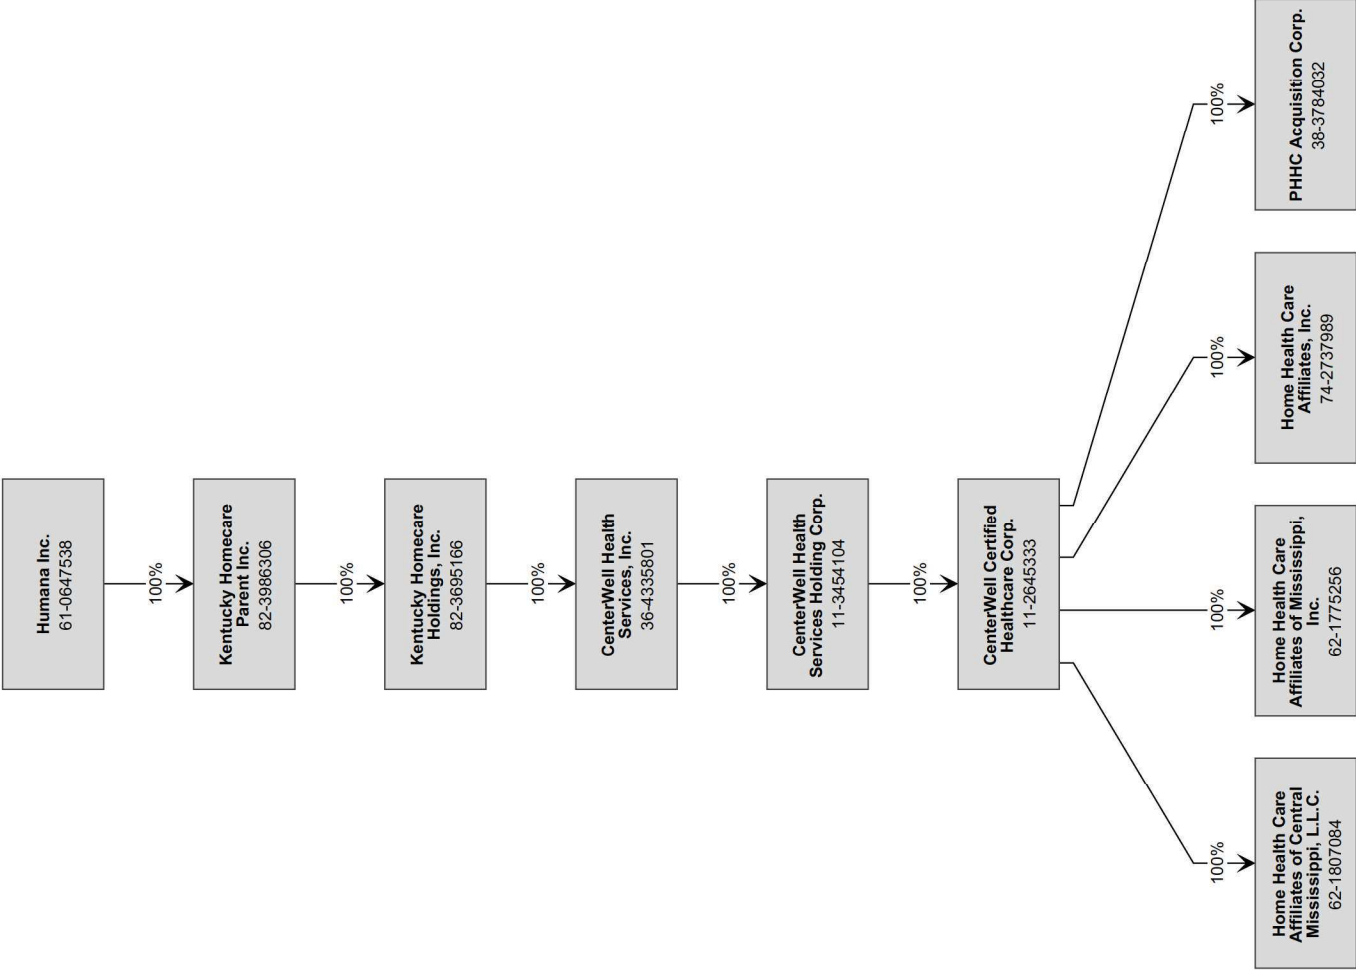 Humana Inc.
61-0647538
100%
Kentucky Homecare
Parent Inc.
82-3986306
100%
Kentucky Homecare
Holdings, Inc.
82-3695166
100%
CenterWell Health
Services, Inc.
36-4335801
100%
CenterWell Health
Services Holding Corp.
11-3454104
100%
CenterWell Certified
Healthcare Corp.
11-2645333
100%
100%
100%
100%
Home Health Care
Affiliates of Central
Mississippi, L.L.C.
62-1807084
Home Health Care
Affiliates of Mississippi,
Inc.
62-1775256
Home Health Care
Affiliates, Inc.
74-2737989
PHHC Acquisition Corp.
38-3784032